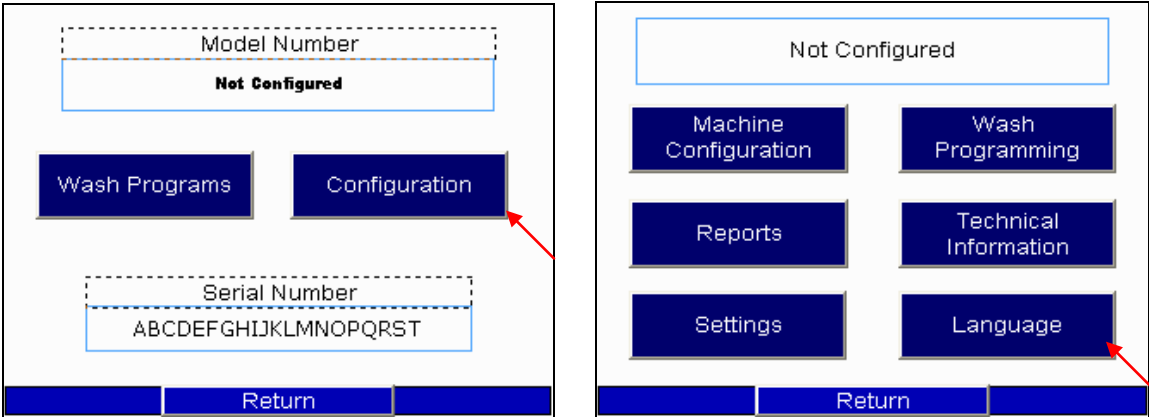 Model Number
Not Configured
Wash Programs
Configuration
Serial Number
ABCDEFGHIJKLMNOPQRST
Return
Not Configured
Machine
Configuration
Wash
Programming
Reports
Technical
Information
Settings
Language
Return